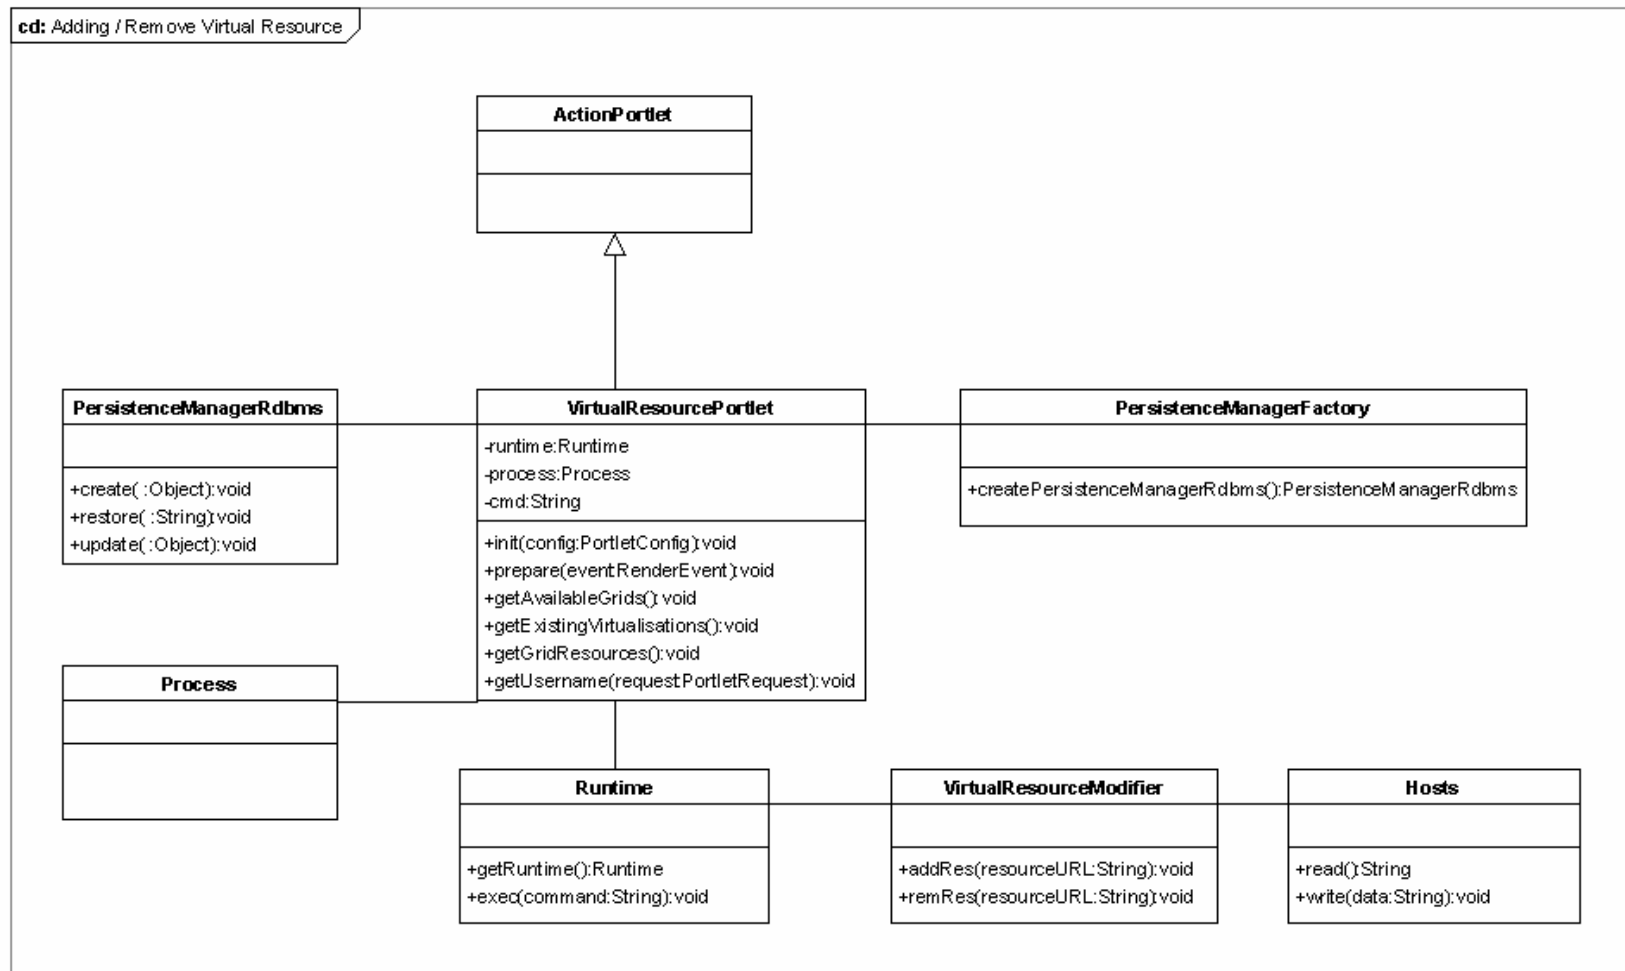 cd: Adding / Remove Virtual Resource
ActionPortlet
PersistenceManagerRdbms
+create( :Object):void
+restore( :String):void
+update( :Object):void
VirtualResourcePortlet
-runtime:Runtime
-process:Process
-cmd:String
+init(config:PortletConfig):void
+prepare(event:RenderEvent):void
+getAvailableGrids():void
+getExistingVirtualisations():void
+getGridResources():void
+getUsername(request:PortletRequest):void
PersistenceManagerFactory
+createPersistenceManagerRdbms():PersistenceManagerRdbms
Process
Runtime
+getRuntime():Runtime
+exec(command:String):void
VirtualResourceModifier
+addRes(resourceURL:String):void
+remRes(resourceURL:String):void
Hosts
+read():String
+write(data:String):void